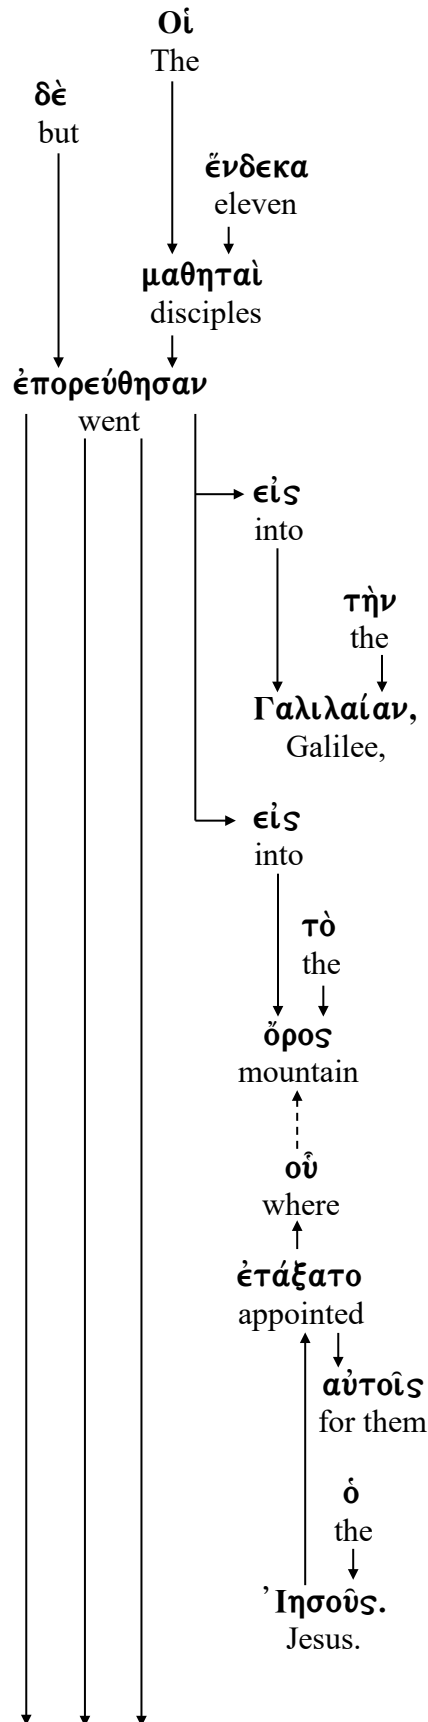 Οἱ
The
δὲ
but
ἕνδεκα
eleven
μαθηταὶ
disciples
ἐπορεύθησαν
went
εἰς
into
τὴν
the
Γαλιλαίαν,
Galilee,
εἰς
into
τὸ
the
ὄρος
mountain
οὗ
where
ἐτάξατο
appointed
αὐτοῖς
for them
ὁ
the
Ἰησοῦς.
Jesus.